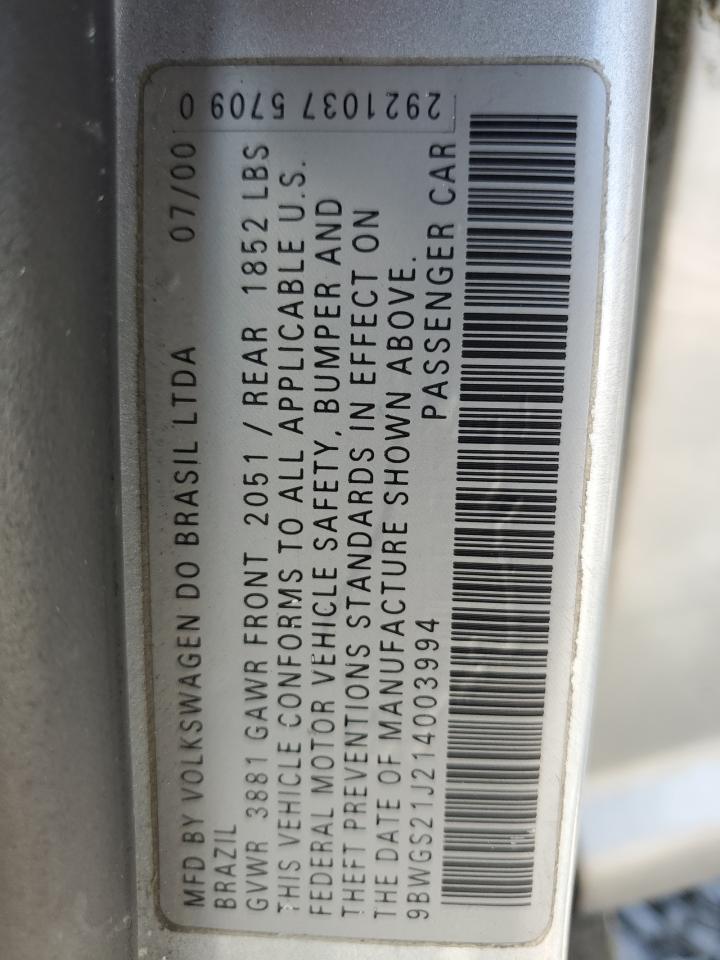 MFD BY VOLKSWAGEN DO BRASIL LTDA 07/00
BRAZIL
GVWR 3881 GAWR FRONT 2051 / REAR 1852 LBS
THIS VEHICLE CONFORMS TO ALL APPLICABLE U.S.
FEDERAL MOTOR VEHICLE SAFETY, BUMPER AND
THEFT PREVENTIONS STANDARDS IN EFFECT ON
THE DATE OF MANUFACTURE SHOWN ABOVE.
9BWGS21J214003994 PASSENGER CAR
2921037 5709 0